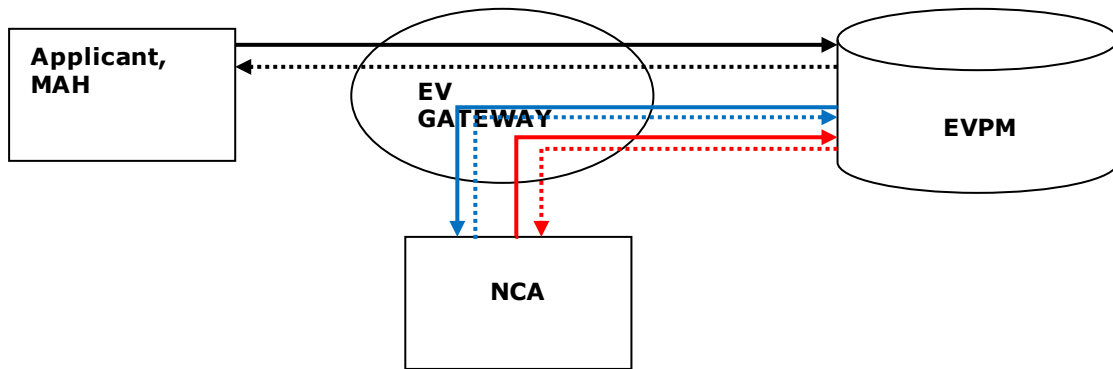 Applicant,
MAH
EV
GATEWAY
EVPM
NCA